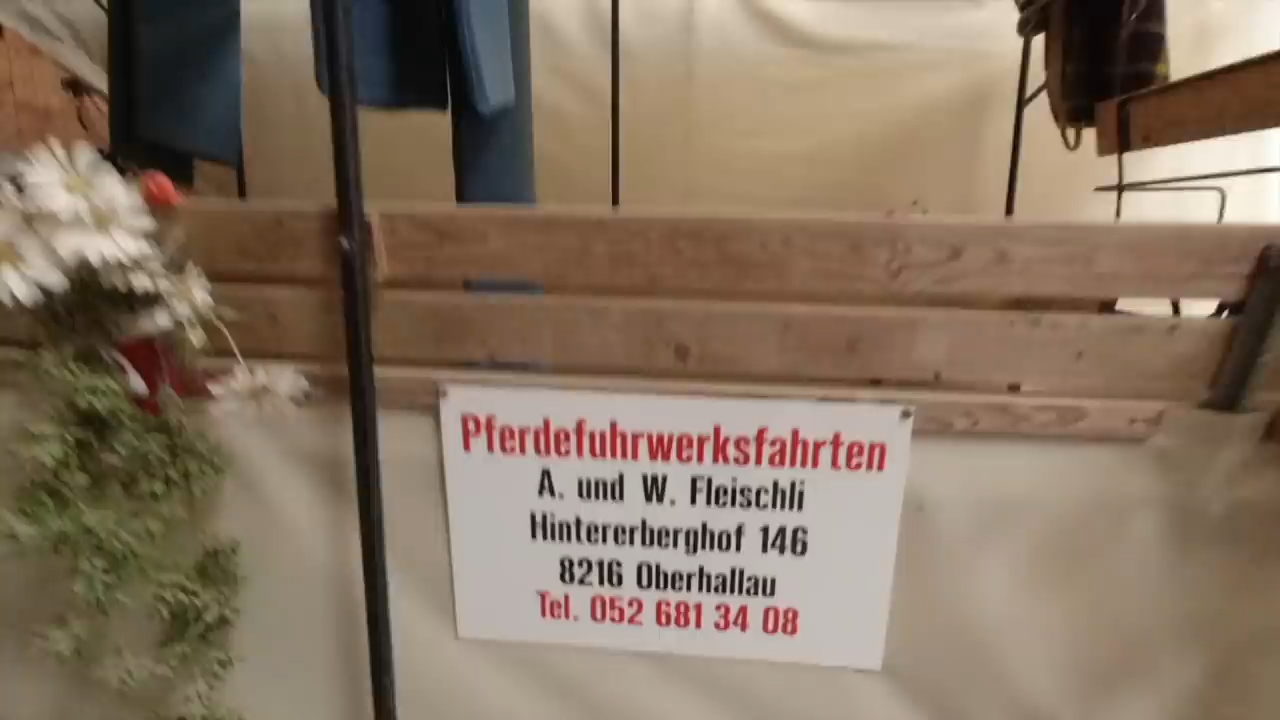 Pferdefuhrwerksfahrten
A. und W. Fleischli
Hintererberghof 146
8216 Oberhallau
Tel. 052 681 34 08